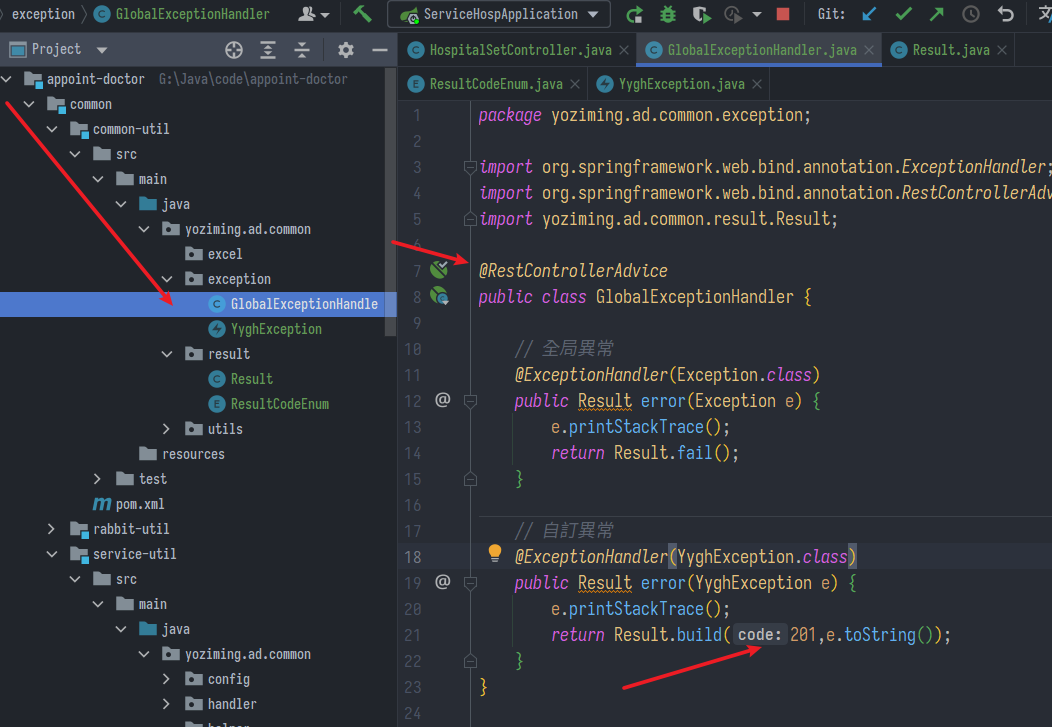 exception 〉 GlobalExceptionHandler
ServiceHospApplication
Git:
Project
appoint-doctor G:\Java\code\appoint-doctor
common
common-util
src
main
java
yoziming.ad.common
excel
exception
GlobalExceptionHandle
YyghException
result
Result
ResultCodeEnum
utils
resources
test
pom.xml
rabbit-util
service-util
src
main
java
yoziming.ad.common
config
handler
HospitalSetController.java
GlobalExceptionHandler.java
Result.java
ResultCodeEnum.java
YyghException.java
1 package yoziming.ad.common.exception;
2
3 import org.springframework.web.bind.annotation.ExceptionHandler;
4 import org.springframework.web.bind.annotation.RestControllerAdv
5 import yoziming.ad.common.result.Result;
6
7 @RestControllerAdvice
8 public class GlobalExceptionHandler {
9
10 // 全局異常
11 @ExceptionHandler(Exception.class)
12 @ public Result error(Exception e) {
13 e.printStackTrace();
14 return Result.fail();
15 }
16
17 // 自訂異常
18 @ExceptionHandler(YyghException.class)
19 @ public Result error(YyghException e) {
20 e.printStackTrace();
21 return Result.build( code: 201,e.toString());
22 }
23 }
24